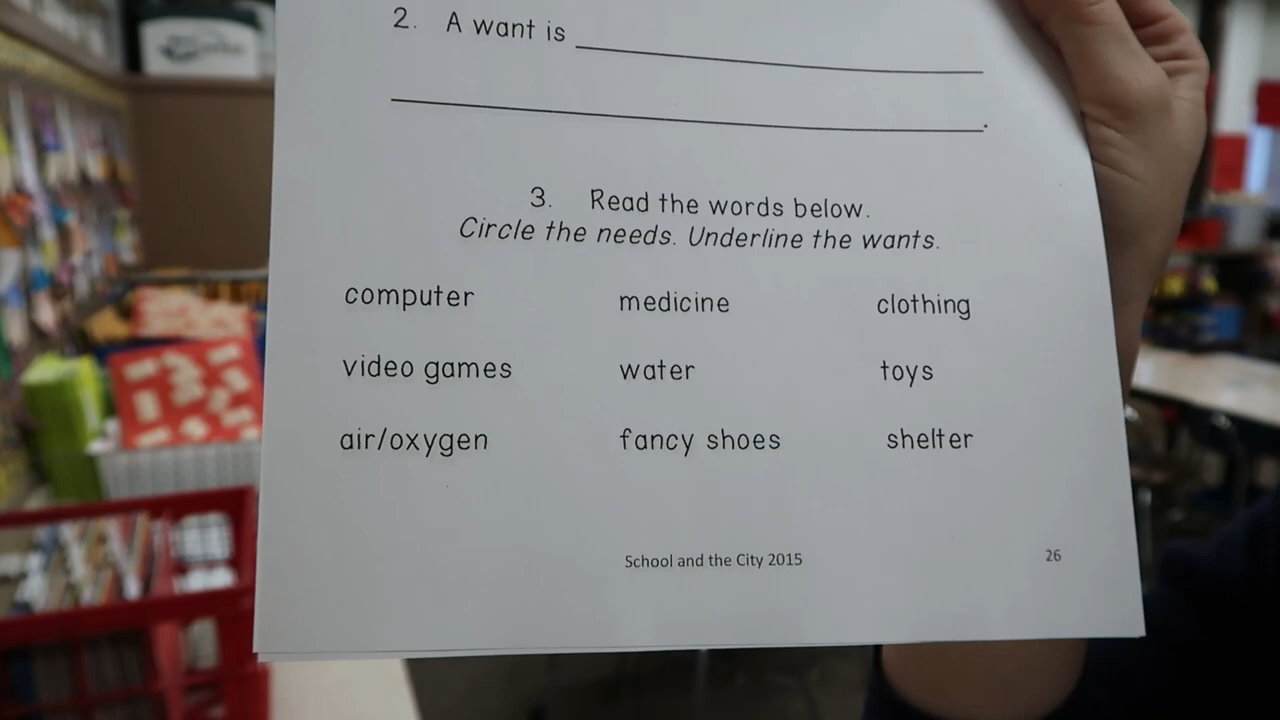 2. A want is
.
3. Read the words below.
Circle the needs. Underline the wants.
computer medicine clothing
video games water toys
air/oxygen fancy shoes shelter
School and the City 2015 26